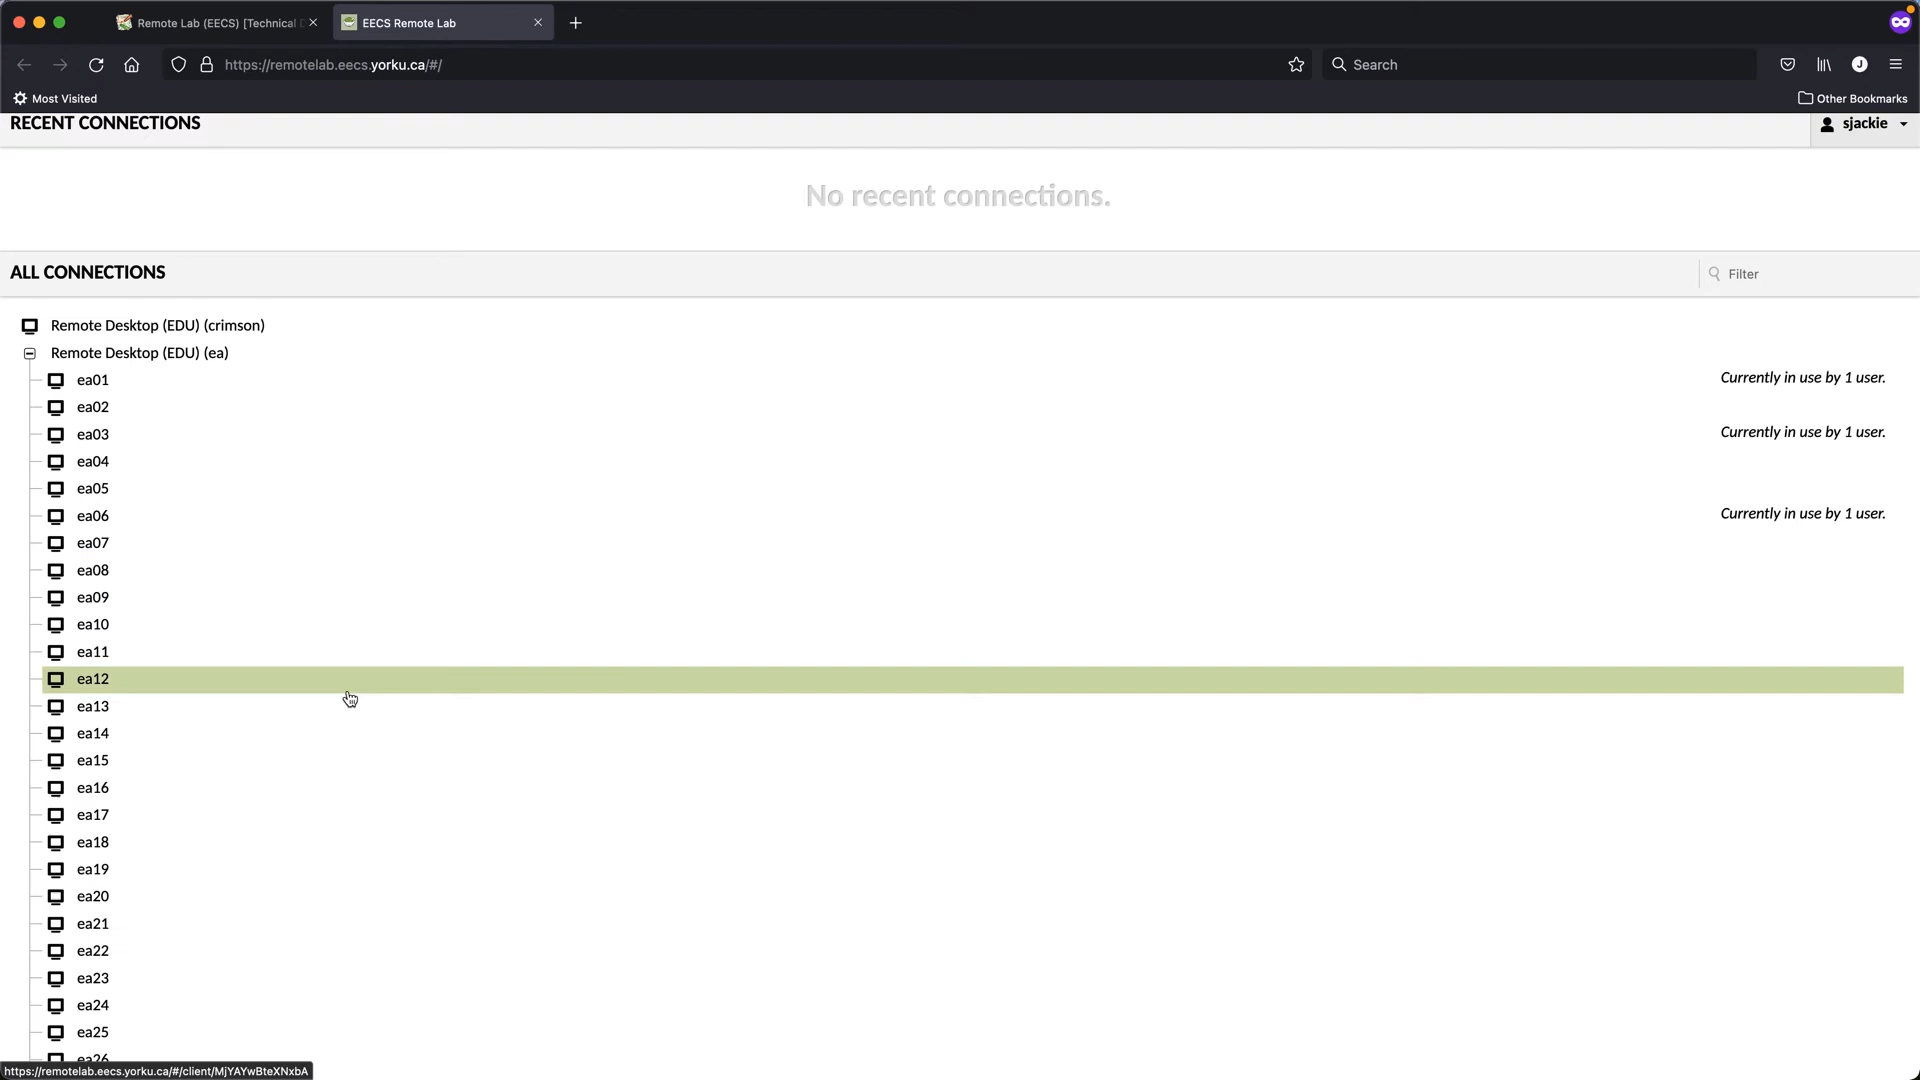 Remote Lab (EECS) [Technical
EECS Remote Lab
https://remotelab.eecs.yorku.ca/#/
Search
J
Most Visited
Other Bookmarks
RECENT CONNECTIONS
sjackie
No recent connections.
ALL CONNECTIONS
Filter
Remote Desktop (EDU) (crimson)
Remote Desktop (EDU) (ea)
ea01 Currently in use by 1 user.
ea02
ea03 Currently in use by 1 user.
ea04
ea05
ea06 Currently in use by 1 user.
ea07
ea08
ea09
ea10
ea11
ea12
ea13
ea14
ea15
ea16
ea17
ea18
ea19
ea20
ea21
ea22
ea23
ea24
ea25
ea26
https://remotelab.eecs.yorku.ca/#/client/MjYAYwBteXNxbA